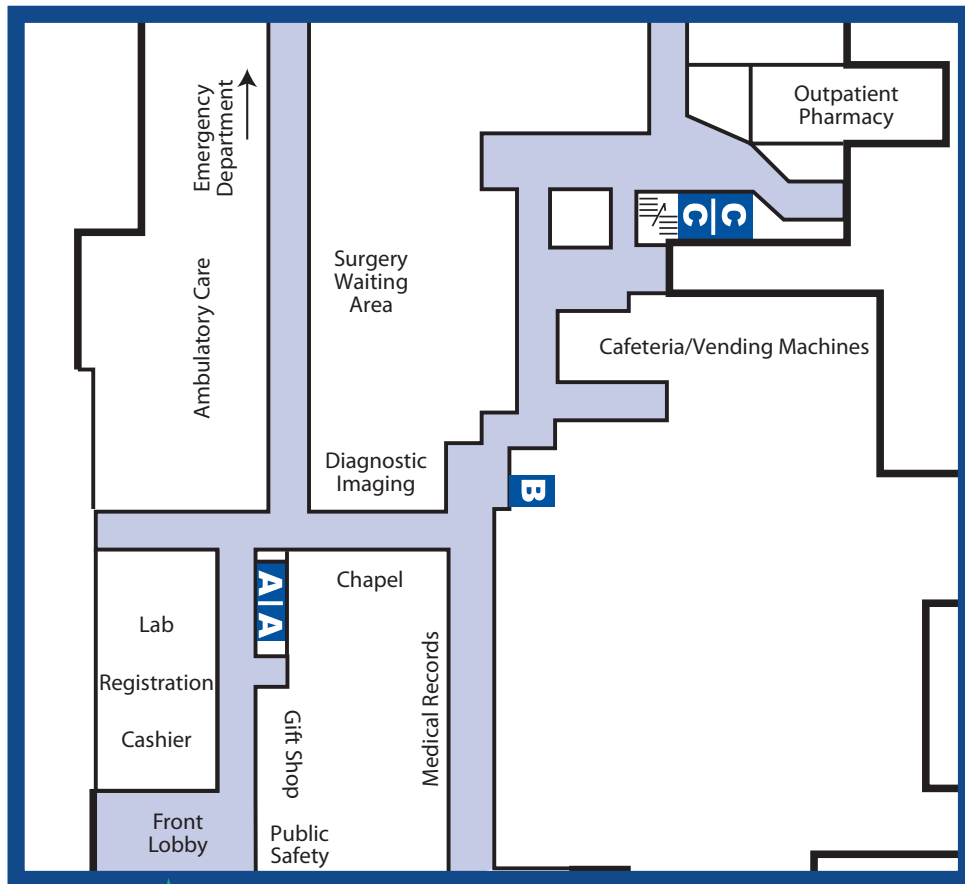 Outpatient
Pharmacy
Emergency
Department
C|C
Surgery
Waiting
Area
Ambulatory Care
Cafeteria/Vending Machines
Diagnostic
Imaging
B
A|A
Chapel
Lab
Registration
Cashier
Medical Records
Gift Shop
Front
Lobby
Public
Safety